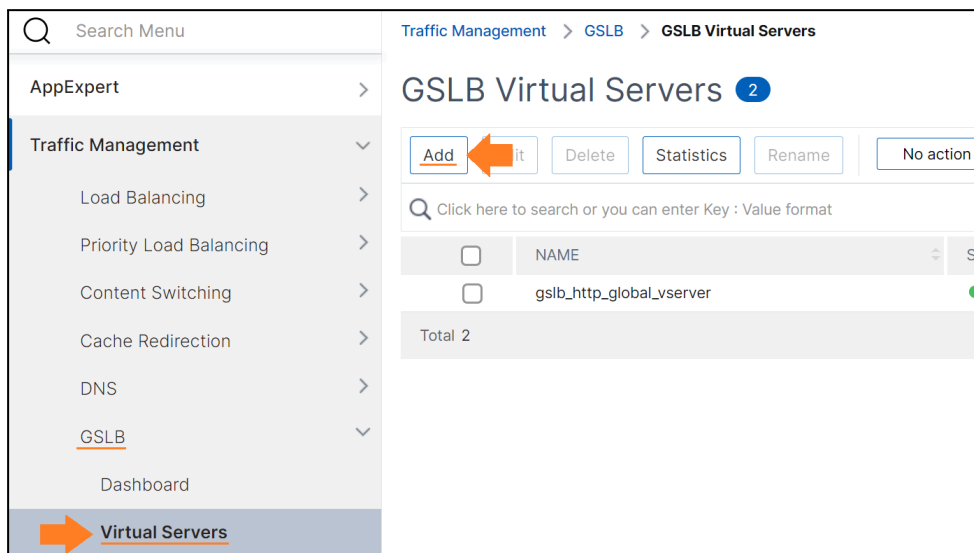 Search Menu
AppExpert
Traffic Management
Load Balancing
Priority Load Balancing
Content Switching
Cache Redirection
DNS
GSLB
Dashboard
Virtual Servers
Traffic Management > GSLB > GSLB Virtual Servers
GSLB Virtual Servers 2
Add Delete Statistics Rename No action
Click here to search or you can enter Key : Value format
NAME
gslb_http_global_vserver
Total 2